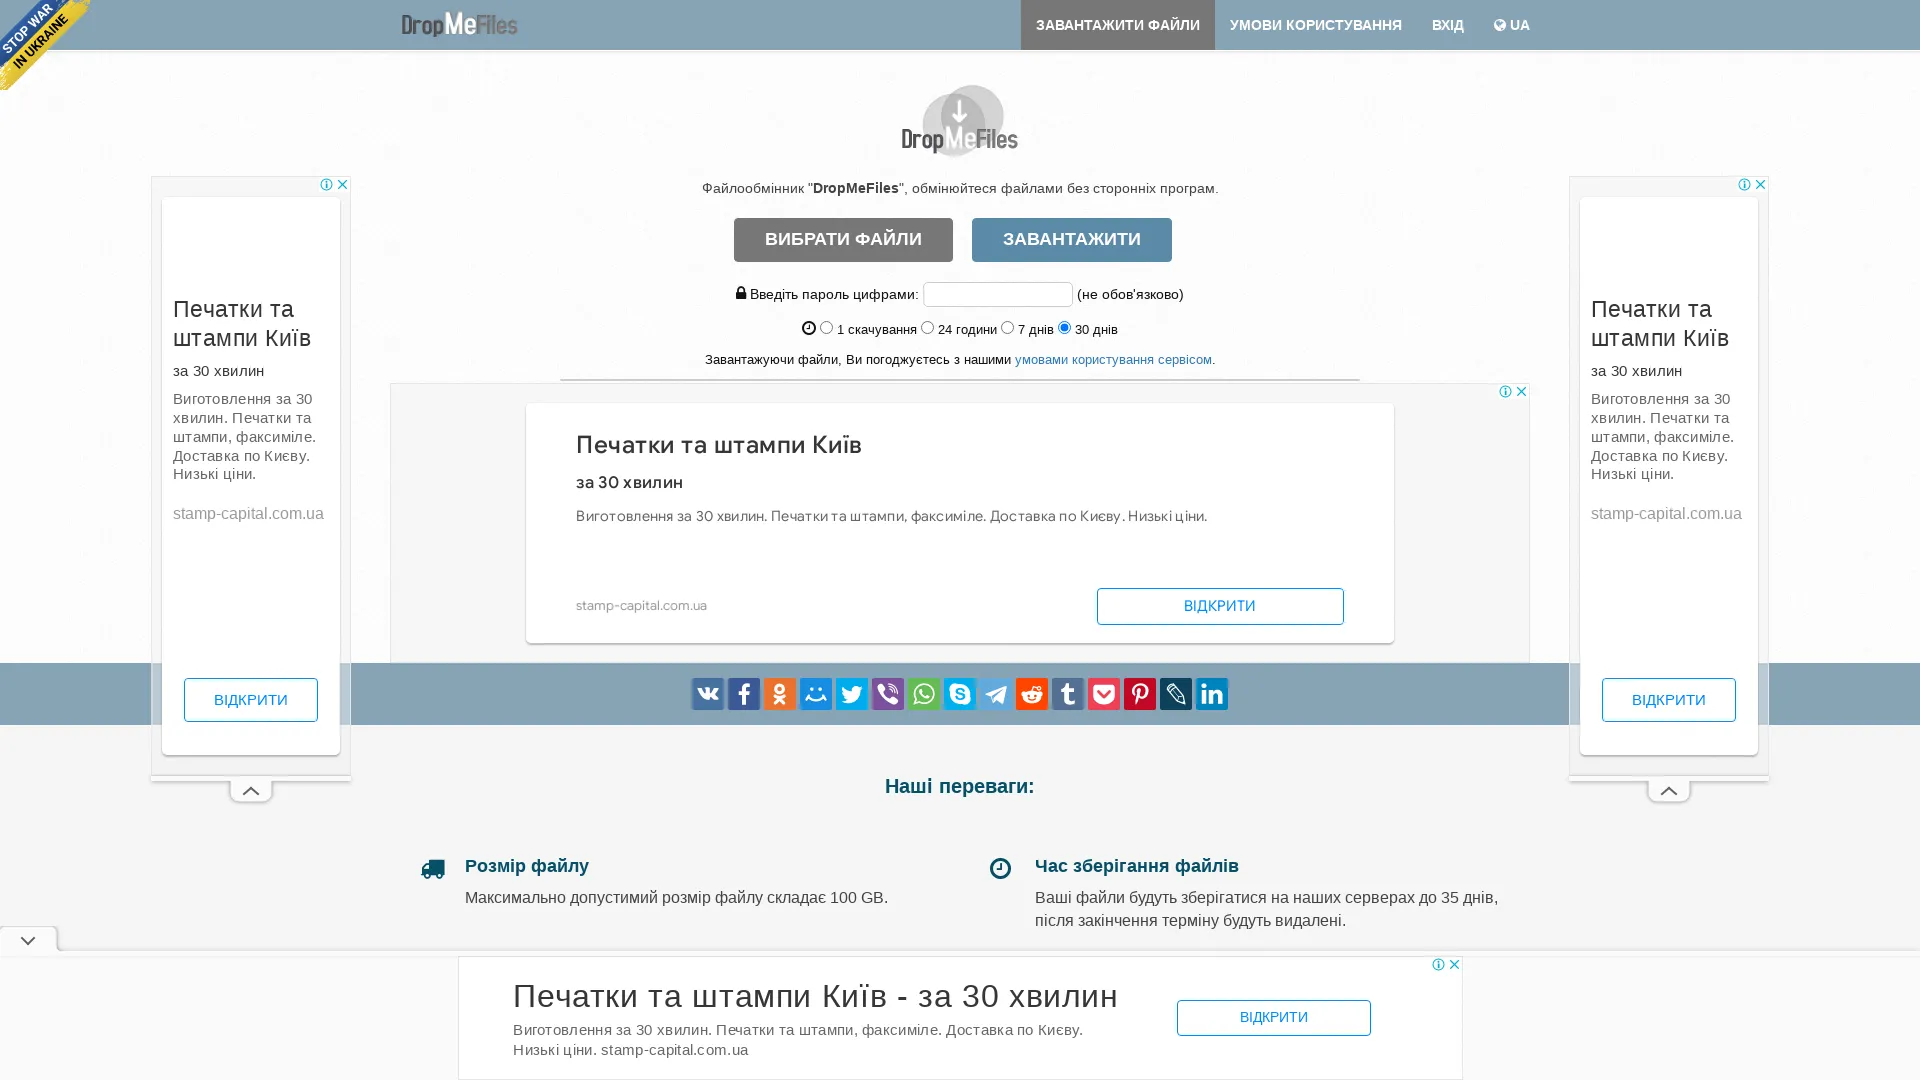 STOP WAR
IN UKRAINE
DropMeFiles
ЗАВАНТАЖИТИ ФАЙЛИ
УМОВИ КОРИСТУВАННЯ
ВХІД
UA
DropMeFiles
Файлообмінник "DropMeFiles", обмінюйтеся файлами без сторонніх програм.
ВИБРАТИ ФАЙЛИ
ЗАВАНТАЖИТИ
Введіть пароль цифрами: (не обов'язково)
1 скачування 24 години 7 днів 30 днів
Завантажуючи файли, Ви погоджуєтесь з нашими умовами користування сервісом.
Печатки та
штампи Київ
за 30 хвилин
Виготовлення за 30
хвилин. Печатки та
штампи, факсиміле.
Доставка по Києву.
Низькі ціни.
stamp-capital.com.ua
ВІДКРИТИ
Печатки та штампи Київ
за 30 хвилин
Виготовлення за 30 хвилин. Печатки та штампи, факсиміле. Доставка по Києву. Низькі ціни.
stamp-capital.com.ua
ВІДКРИТИ
Печатки та
штампи Київ
за 30 хвилин
Виготовлення за 30
хвилин. Печатки та
штампи, факсиміле.
Доставка по Києву.
Низькі ціни.
stamp-capital.com.ua
ВІДКРИТИ
Наші переваги:
Розмір файлу
Максимально допустимий розмір файлу складає 100 GB.
Час зберігання файлів
Ваші файли будуть зберігатися на наших серверах до 35 днів,
після закінчення терміну будуть видалені.
Печатки та штампи Київ - за 30 хвилин
Виготовлення за 30 хвилин. Печатки та штампи, факсиміле. Доставка по Києву.
Низькі ціни. stamp-capital.com.ua
ВІДКРИТИ